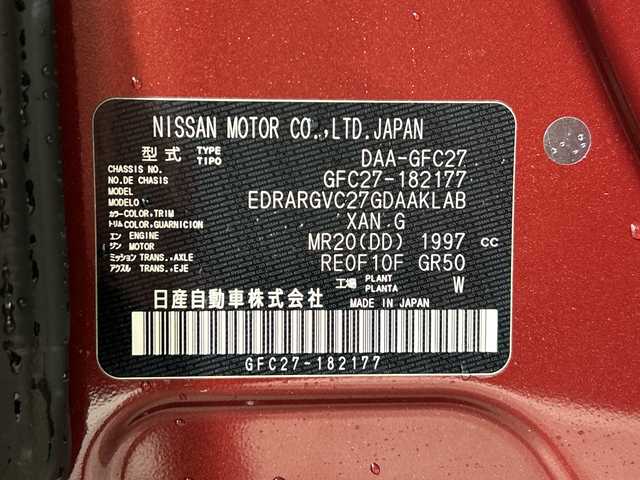 NISSAN MOTOR CO.,LTD.JAPAN
型式 TYPE TIPO DAA-GFC27
CHASSIS NO. NO.DE CHASIS GFC27-182177
MODEL MODELO EDRARGVC27GDAAKLAB
カラー COLOR,TRIM トリム COLOR,GUARNICION XAN G
エンジン ENGINE MOTOR MR20(DD) 1997 CC
ミッション TRANS.,AXLE アクスル TRANS.,EJE RE0F10F GR50
工場 PLANT PLANTA W
日産自動車株式会社 MADE IN JAPAN
GFC27-182177